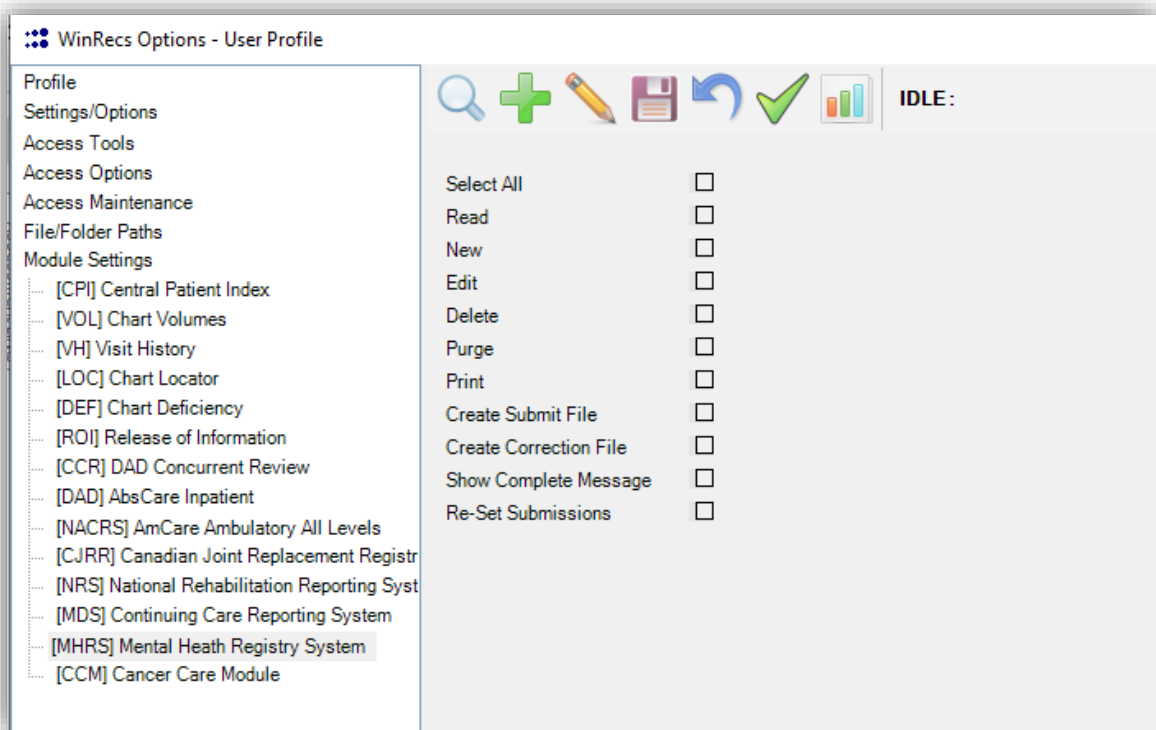 WinRecs Options - User Profile
Profile
Settings/Options
Access Tools
Access Options
Access Maintenance
File/Folder Paths
Module Settings
[CPI] Central Patient Index
[VOL] Chart Volumes
[VH] Visit History
[LOC] Chart Locator
[DEF] Chart Deficiency
[ROI] Release of Information
[CCR] DAD Concurrent Review
[DAD] AbsCare Inpatient
[NACRS] AmCare Ambulatory All Levels
[CJRR] Canadian Joint Replacement Registr
[NRS] National Rehabilitation Reporting Syst
[MDS] Continuing Care Reporting System
[MHRS] Mental Heath Registry System
[CCM] Cancer Care Module
IDLE:
Select All
Read
New
Edit
Delete
Purge
Print
Create Submit File
Create Correction File
Show Complete Message
Re-Set Submissions